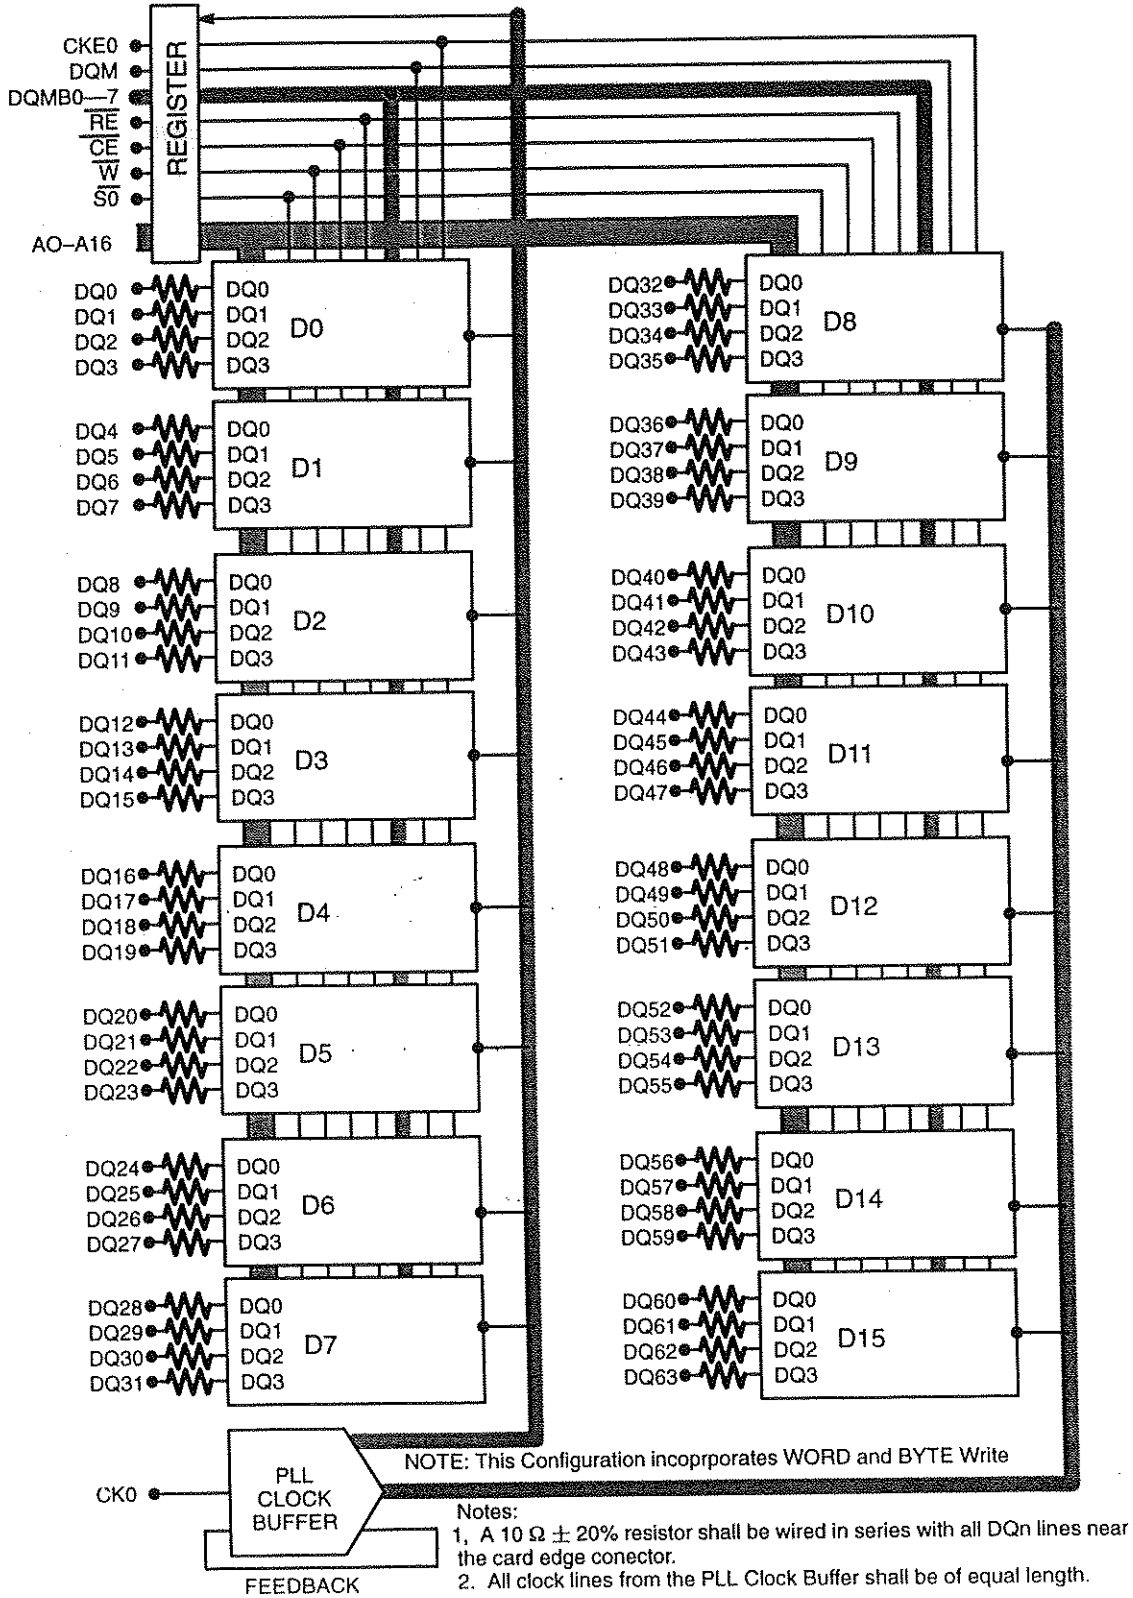 REGISTER
CKE0
DQM
DQMB0—7
RE
CE
W
S0
AO–A16
DQ0 DQ0
DQ1 DQ1
DQ2 DQ2
DQ3 DQ3
D0
DQ4 DQ0
DQ5 DQ1
DQ6 DQ2
DQ7 DQ3
D1
DQ8 DQ0
DQ9 DQ1
DQ10 DQ2
DQ11 DQ3
D2
DQ12 DQ0
DQ13 DQ1
DQ14 DQ2
DQ15 DQ3
D3
DQ16 DQ0
DQ17 DQ1
DQ18 DQ2
DQ19 DQ3
D4
DQ20 DQ0
DQ21 DQ1
DQ22 DQ2
DQ23 DQ3
D5
DQ24 DQ0
DQ25 DQ1
DQ26 DQ2
DQ27 DQ3
D6
DQ28 DQ0
DQ29 DQ1
DQ30 DQ2
DQ31 DQ3
D7
DQ32 DQ0
DQ33 DQ1
DQ34 DQ2
DQ35 DQ3
D8
DQ36 DQ0
DQ37 DQ1
DQ38 DQ2
DQ39 DQ3
D9
DQ40 DQ0
DQ41 DQ1
DQ42 DQ2
DQ43 DQ3
D10
DQ44 DQ0
DQ45 DQ1
DQ46 DQ2
DQ47 DQ3
D11
DQ48 DQ0
DQ49 DQ1
DQ50 DQ2
DQ51 DQ3
D12
DQ52 DQ0
DQ53 DQ1
DQ54 DQ2
DQ55 DQ3
D13
DQ56 DQ0
DQ57 DQ1
DQ58 DQ2
DQ59 DQ3
D14
DQ60 DQ0
DQ61 DQ1
DQ62 DQ2
DQ63 DQ3
D15
CK0
PLL
CLOCK
BUFFER
FEEDBACK
NOTE: This Configuration incoprporates WORD and BYTE Write
Notes:
1, A 10 Ω ± 20% resistor shall be wired in series with all DQn lines near
the card edge conector.
2. All clock lines from the PLL Clock Buffer shall be of equal length.